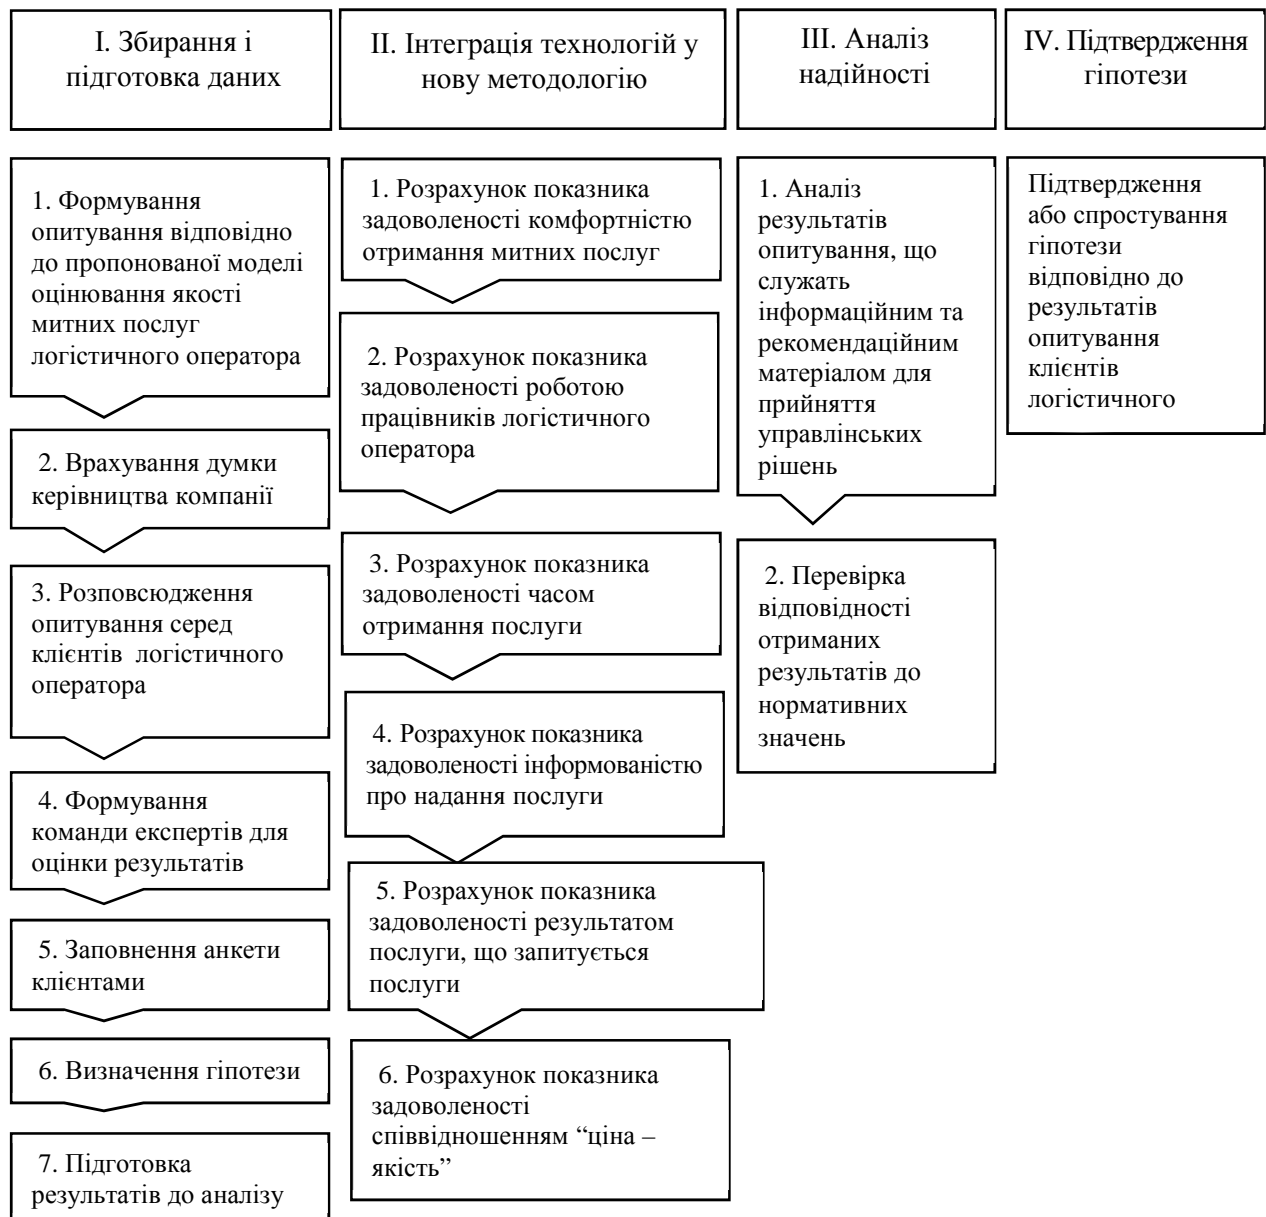 I. Збирання і
підготовка даних
II. Інтеграція технологій у
нову методологію
III. Аналіз
надійності
IV. Підтвердження
гіпотези
1. Формування
опитування відповідно
до пропонованої моделі
оцінювання якості
митних послуг
логістичного оператора
2. Врахування думки
керівництва компанії
3. Розповсюдження
опитування серед
клієнтів логістичного
оператора
4. Формування
команди експертів для
оцінки результатів
5. Заповнення анкети
клієнтами
6. Визначення гіпотези
7. Підготовка
результатів до аналізу
1. Розрахунок показника
задоволеності комфортністю
отримання митних послуг
2. Розрахунок показника
задоволеності роботою
працівників логістичного
оператора
3. Розрахунок показника
задоволеності часом
отримання послуги
4. Розрахунок показника
задоволеності інформованістю
про надання послуги
5. Розрахунок показника
задоволеності результатом
послуги, що запитується
послуги
6. Розрахунок показника
задоволеності
співвідношенням “ціна –
якість”
1. Аналіз
результатів
опитування, що
служать
інформаційним та
рекомендаційним
матеріалом для
прийняття
управлінських
рішень
2. Перевірка
відповідності
отриманих
результатів до
нормативних
значень
Підтвердження
або спростування
гіпотези
відповідно до
результатів
опитування
клієнтів
логістичного